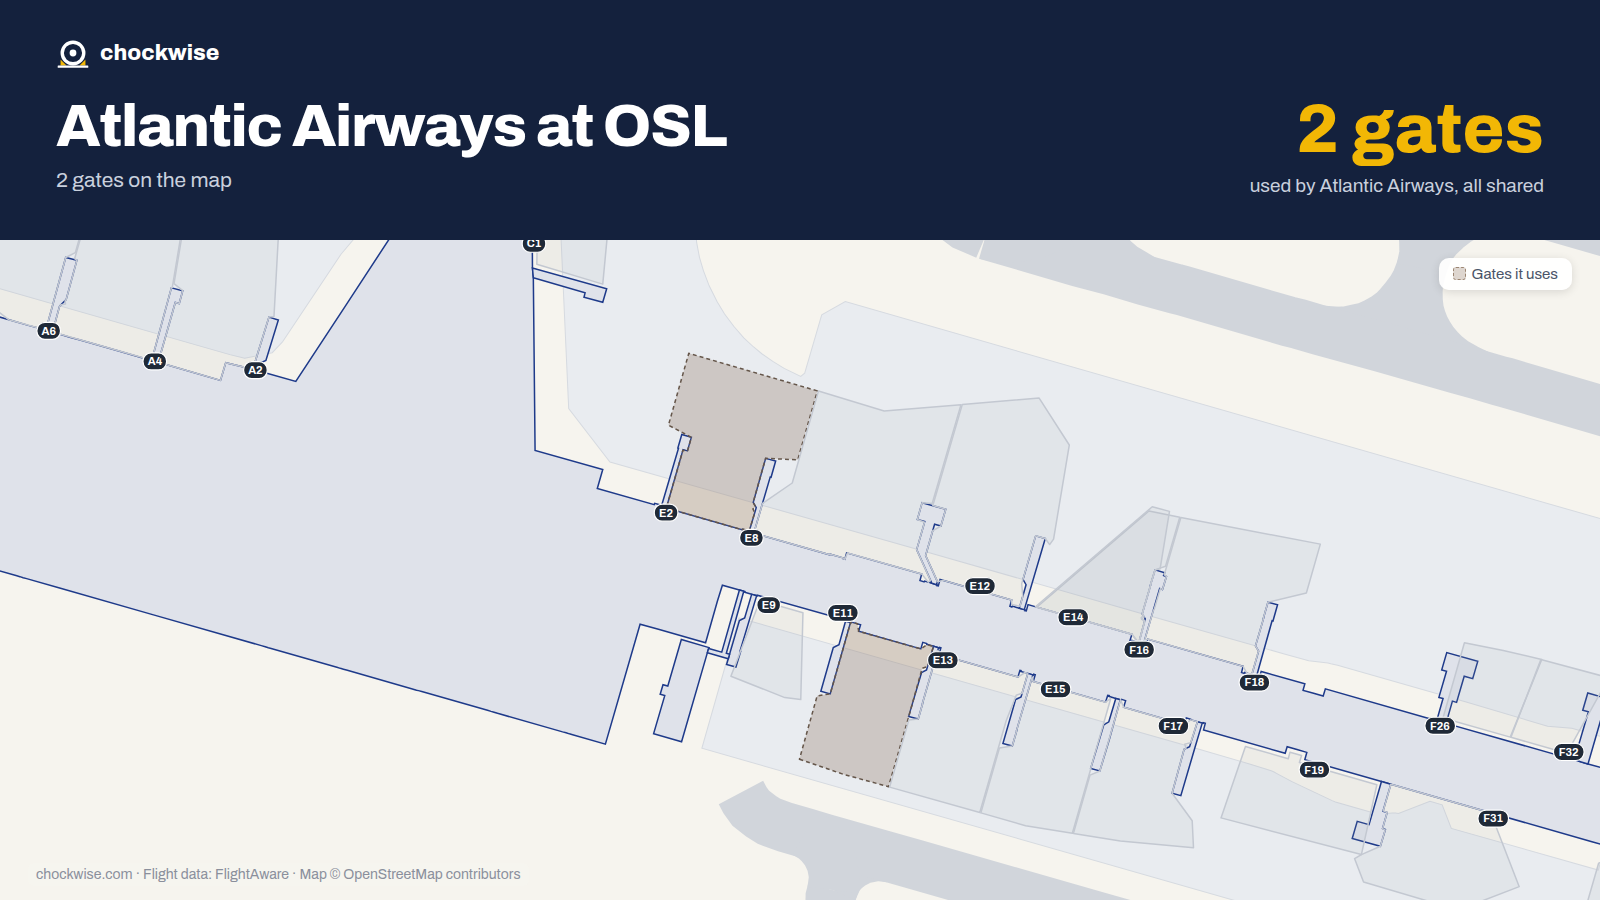 chockwise
Atlantic Airways at OSL
2 gates on the map
2 gates
used by Atlantic Airways, all shared
Gates it uses
C1
A6
A4
A2
E2
E8
E9
E11
E12
E13
E14
E15
F16
F17
F18
F19
F26
F32
F31
chockwise.com · Flight data: FlightAware · Map © OpenStreetMap contributors